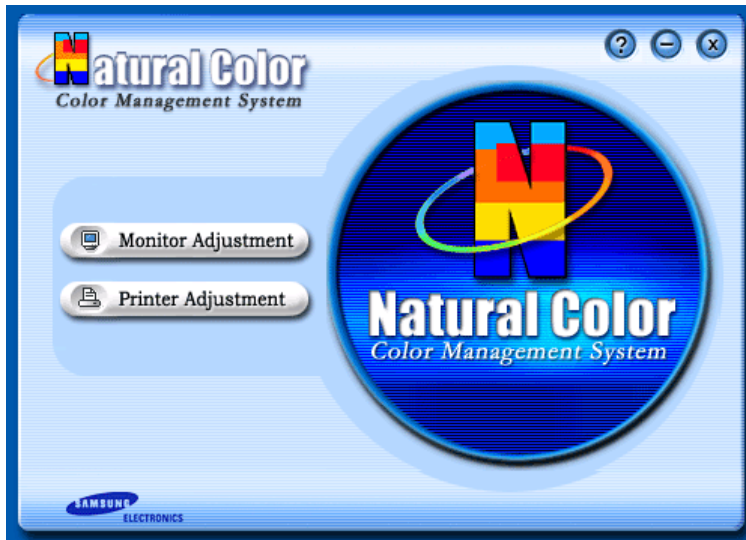 Natural Color
Color Management System
? – x
Monitor Adjustment
Printer Adjustment
N
Natural Color
Color Management System
SAMSUNG
ELECTRONICS